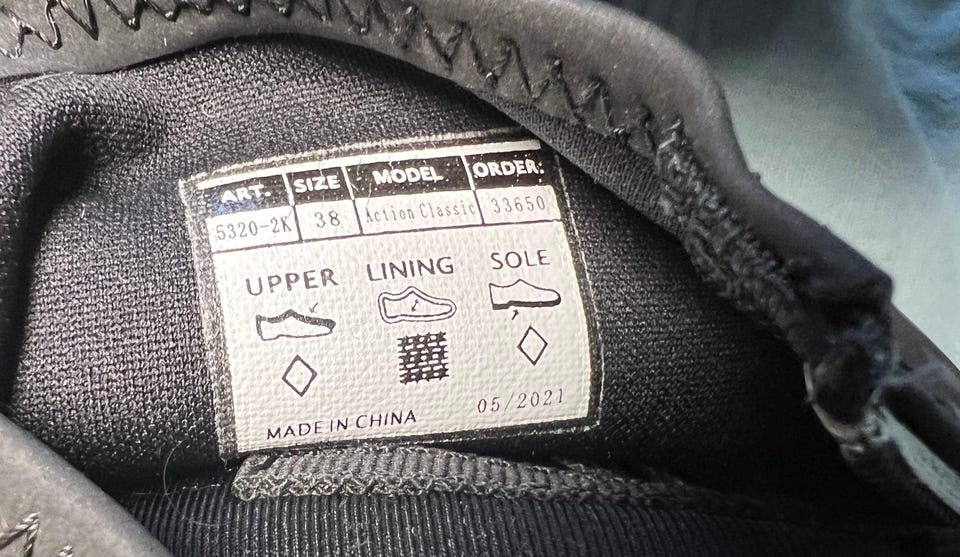 ART. SIZE MODEL ORDER:
5320-2K 38 Action Classic 33650
UPPER LINING SOLE
MADE IN CHINA 05/2021